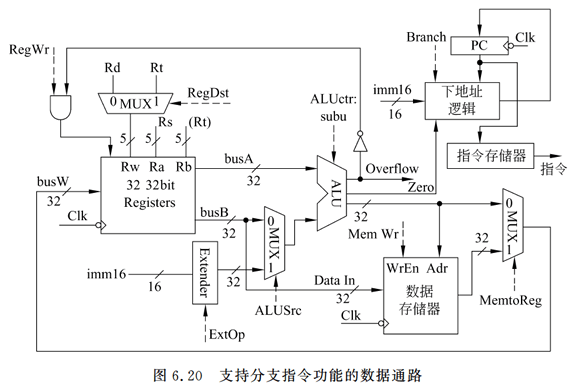 RegWr
Rd Rt
0 MUX 1
RegDst
5 5 5
Rs (Rt)
Rw Ra Rb
32 32bit
Registers
busW
32
Clk
busA
32
busB
32
imm16
16
Extender
32
ExtOp
0 MUX 1
ALUSrc
ALUctr:
subu
ALU
Overflow
Zero
32
Mem Wr
Data In
32
Clk
WrEn Adr
数据
存储器
32
0 MUX 1
MemtoReg
Branch
imm16
16
下地址
逻辑
PC
Clk
指令存储器
指令
图 6.20 支持分支指令功能的数据通路